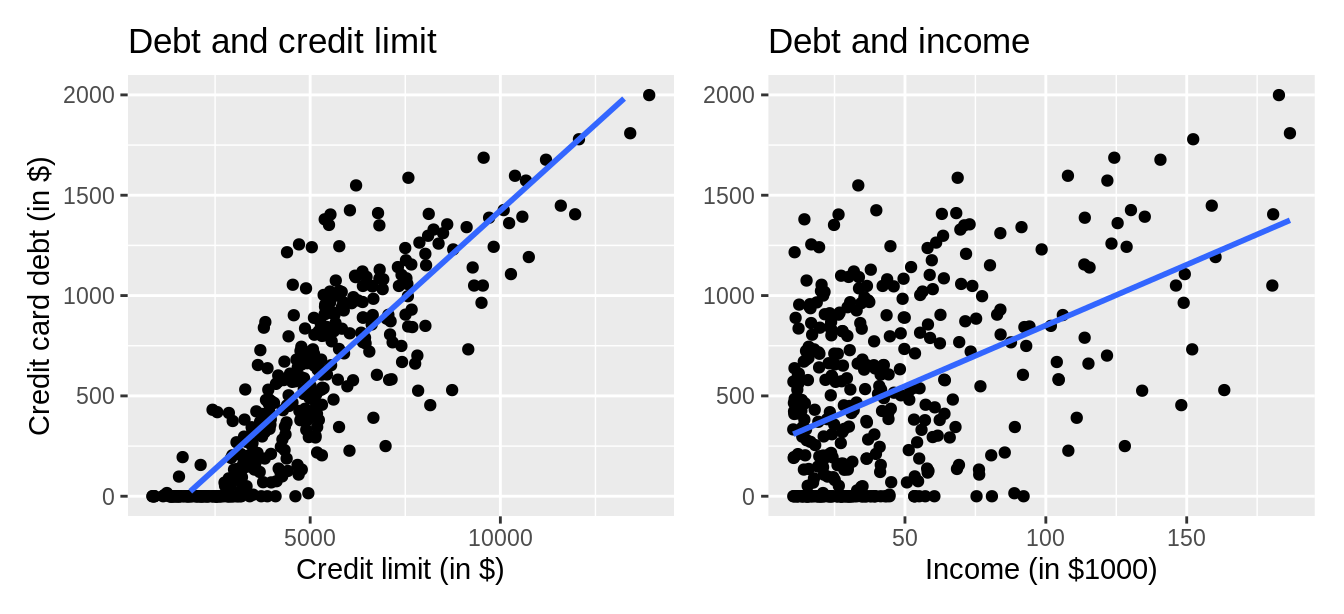 Debt and credit limit
Credit card debt (in $)
2000
1500
1000
500
0
5000 10000
Credit limit (in $)
Debt and income
2000
1500
1000
500
0
50 100 150
Income (in $1000)